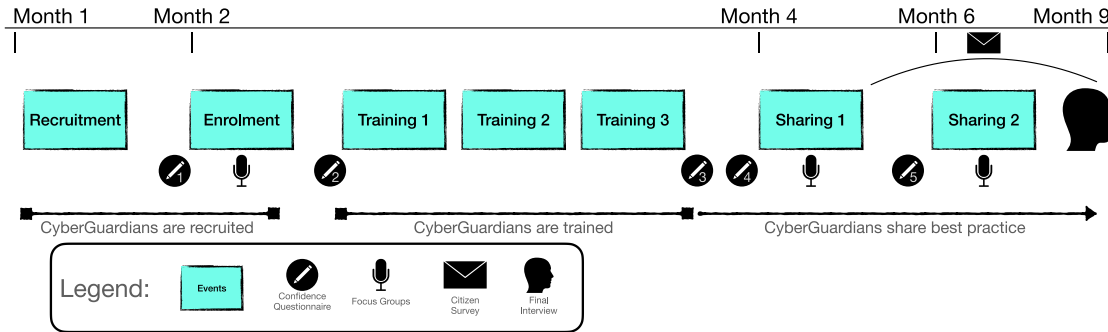 Month 1
Month 2
Month 4
Month 6
Month 9
Recruitment
Enrolment
Training 1
Training 2
Training 3
Sharing 1
Sharing 2
1
2
3
4
5
CyberGuardians are recruited
CyberGuardians are trained
CyberGuardians share best practice
Legend:
Events
Confidence
Questionnaire
Focus Groups
Citizen
Survey
Final
Interview